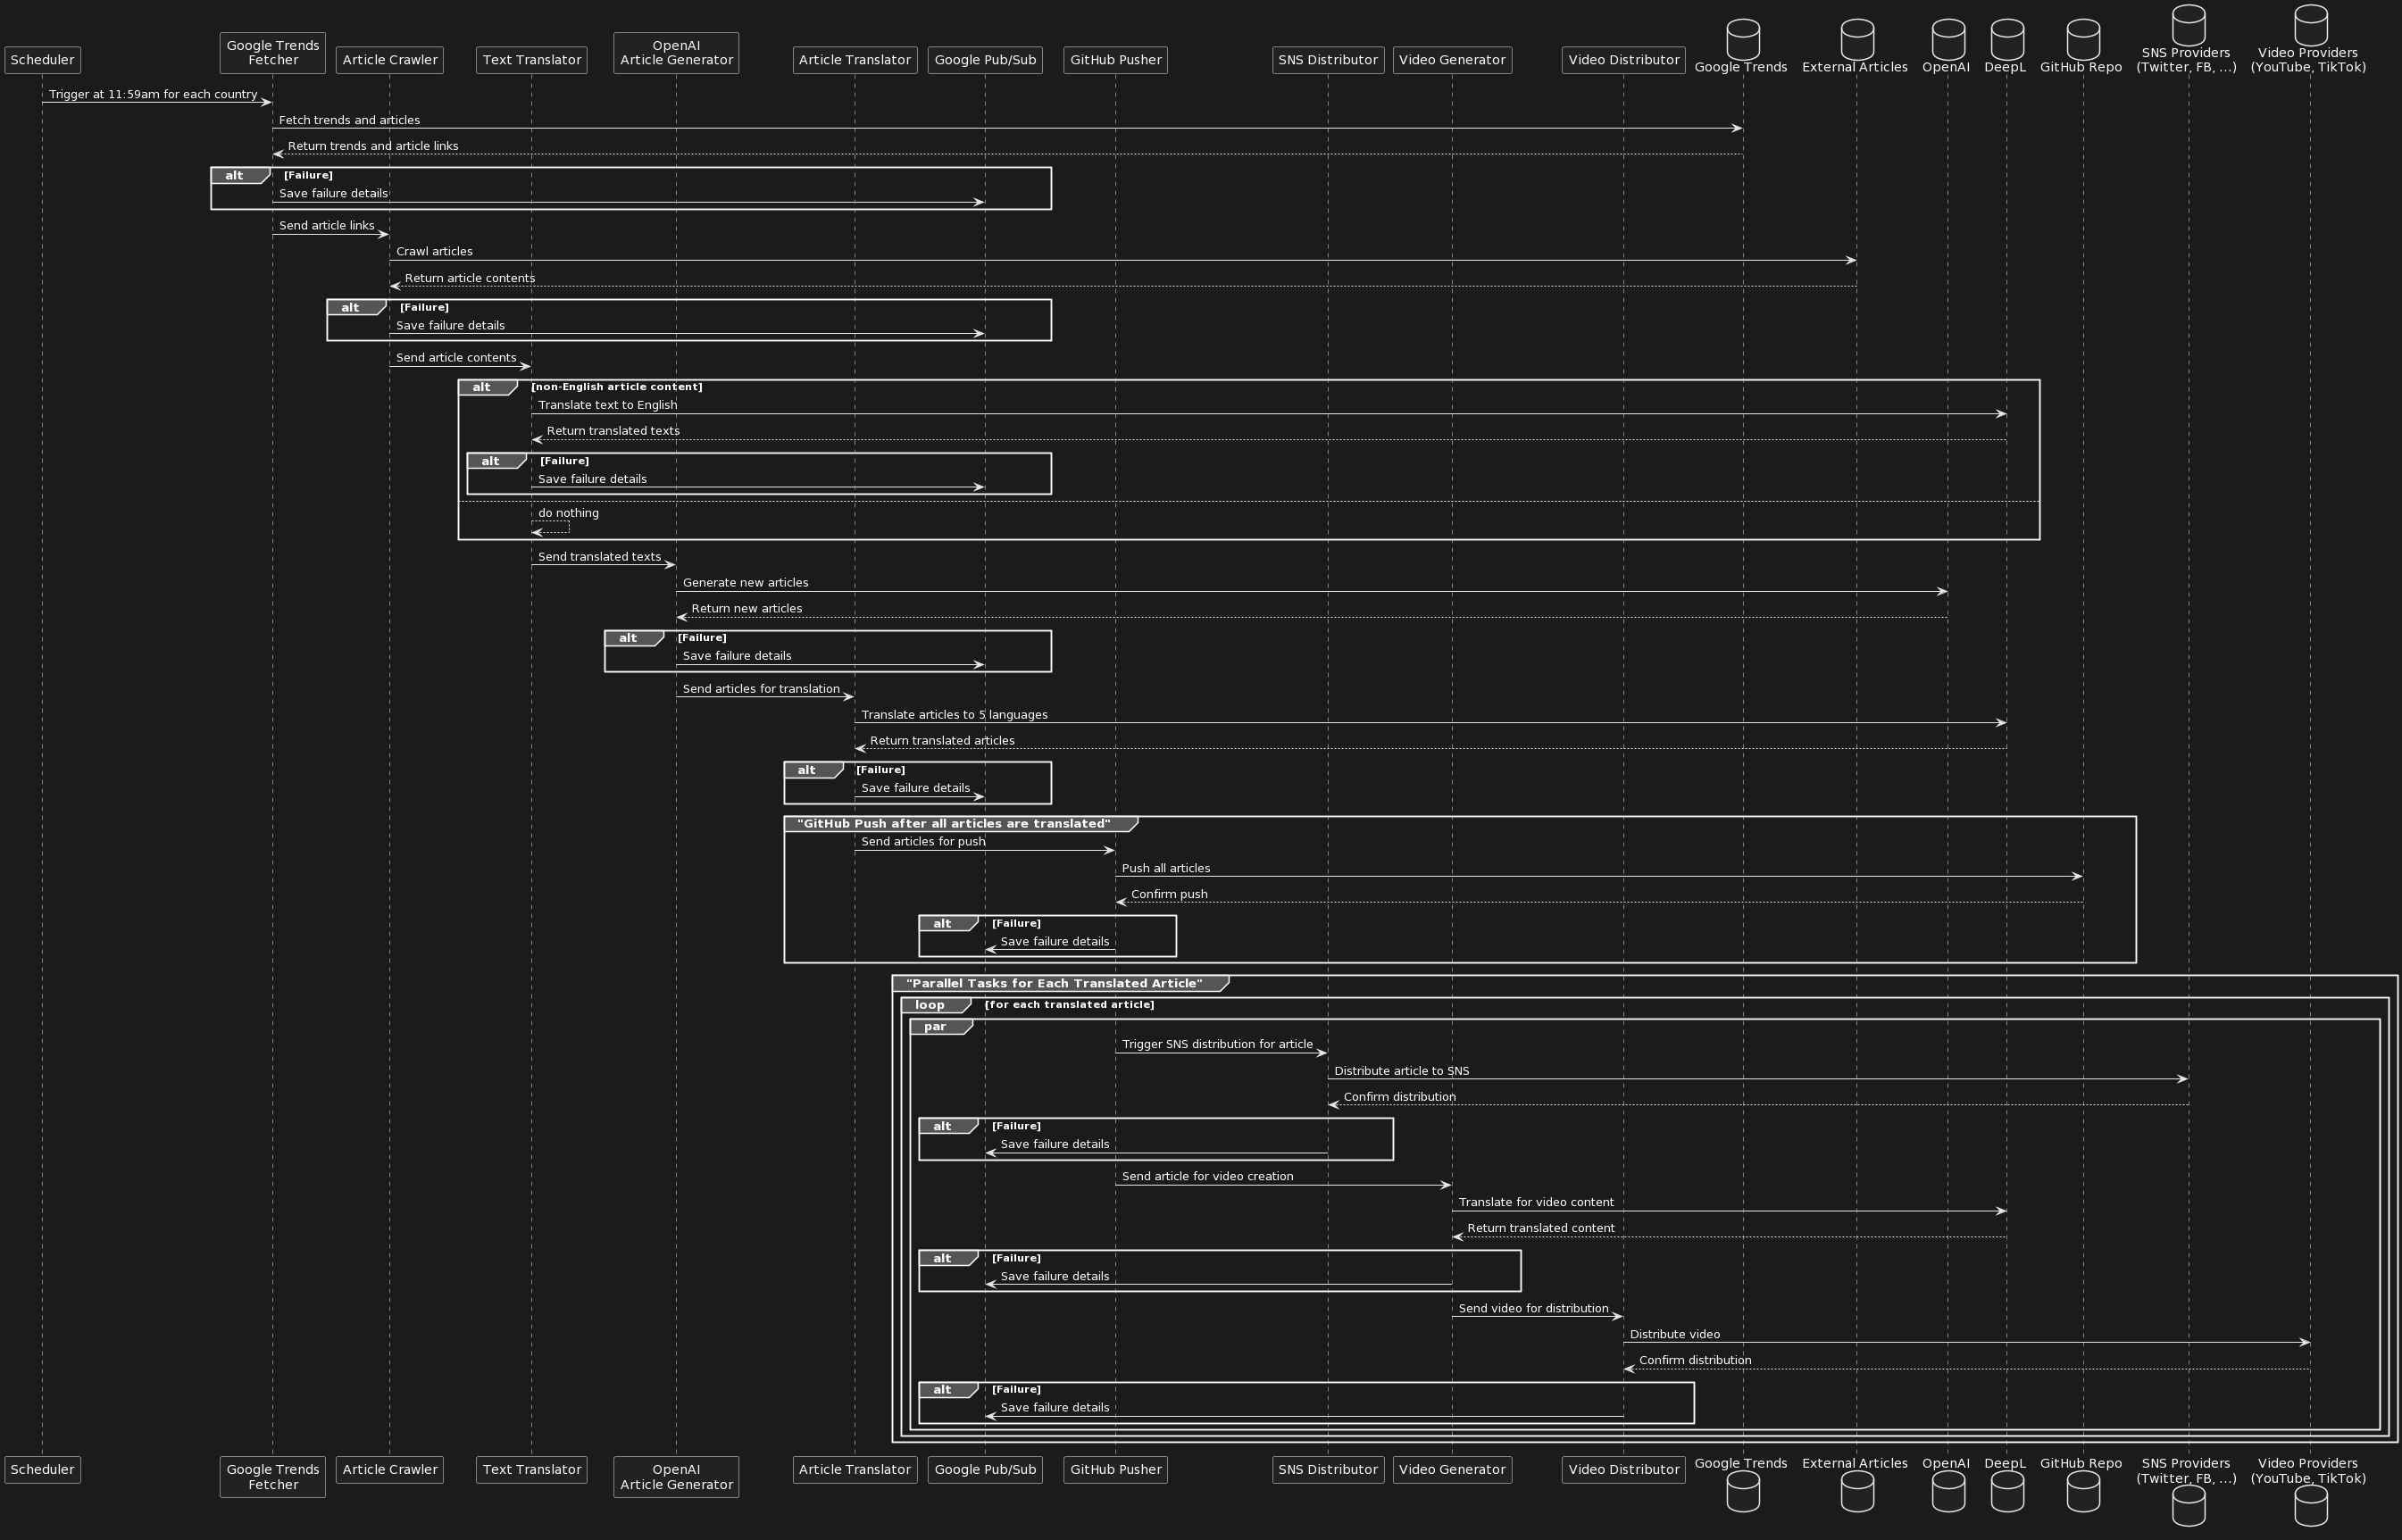 Scheduler
Google Trends
Fetcher
Article Crawler
Text Translator
OpenAI
Article Generator
Article Translator
Google Pub/Sub
GitHub Pusher
SNS Distributor
Video Generator
Video Distributor
Google Trends
External Articles
OpenAI
DeepL
GitHub Repo
SNS Providers
(Twitter, FB, ...)
Video Providers
(YouTube, TikTok)
Trigger at 11:59am for each country
Fetch trends and articles
Return trends and article links
alt [Failure]
Save failure details
Send article links
Crawl articles
Return article contents
alt [Failure]
Save failure details
Send article contents
alt [non-English article content]
Translate text to English
Return translated texts
alt [Failure]
Save failure details
do nothing
Send translated texts
Generate new articles
Return new articles
alt [Failure]
Save failure details
Send articles for translation
Translate articles to 5 languages
Return translated articles
alt [Failure]
Save failure details
"GitHub Push after all articles are translated"
Send articles for push
Push all articles
Confirm push
alt [Failure]
Save failure details
"Parallel Tasks for Each Translated Article"
loop [for each translated article]
par
Trigger SNS distribution for article
Distribute article to SNS
Confirm distribution
alt [Failure]
Save failure details
Send article for video creation
Translate for video content
Return translated content
alt [Failure]
Save failure details
Send video for distribution
Distribute video
Confirm distribution
alt [Failure]
Save failure details
Scheduler
Google Trends
Fetcher
Article Crawler
Text Translator
OpenAI
Article Generator
Article Translator
Google Pub/Sub
GitHub Pusher
SNS Distributor
Video Generator
Video Distributor
Google Trends
External Articles
OpenAI
DeepL
GitHub Repo
SNS Providers
(Twitter, FB, ...)
Video Providers
(YouTube, TikTok)